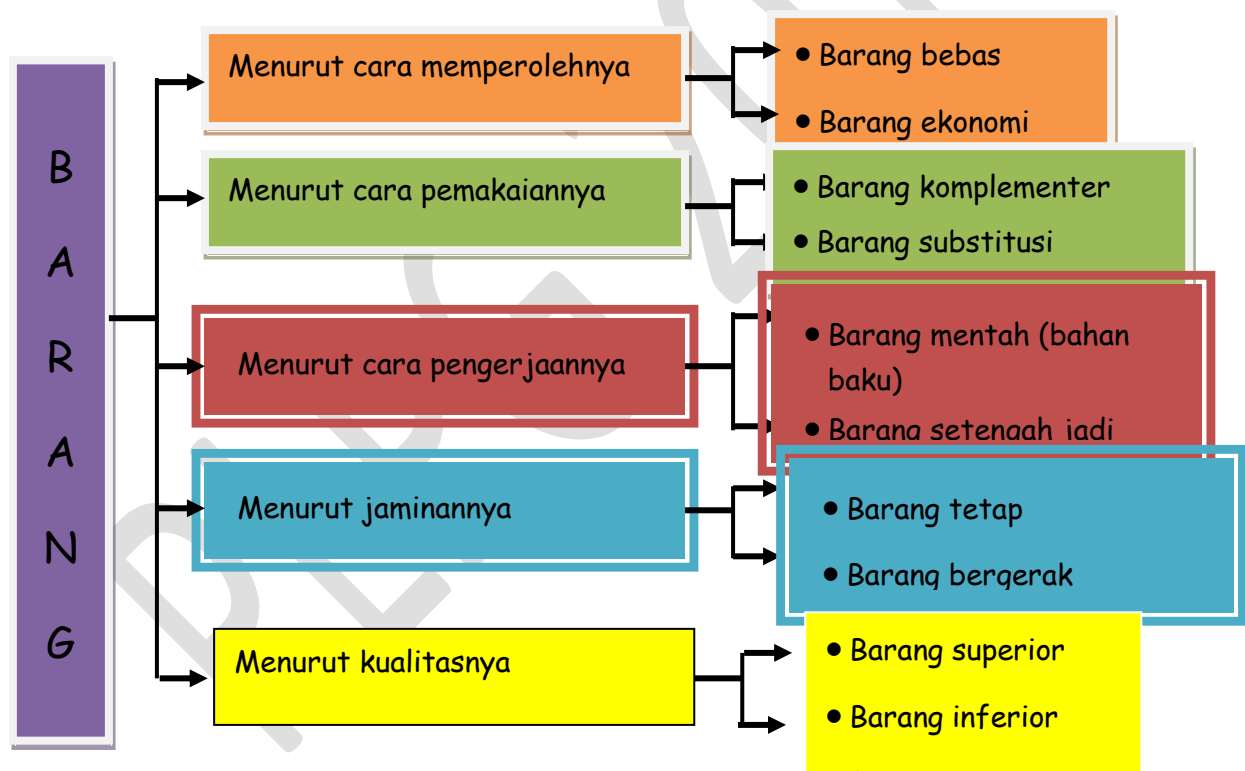 B
A
R
A
N
G
Menurut cara memperolehnya
• Barang bebas
• Barang ekonomi
Menurut cara pemakaiannya
• Barang komplementer
• Barang substitusi
Menurut cara pengerjaannya
• Barang mentah (bahan
baku)
• Barang setengah jadi
Menurut jaminannya
• Barang tetap
• Barang bergerak
Menurut kualitasnya
• Barang superior
• Barang inferior